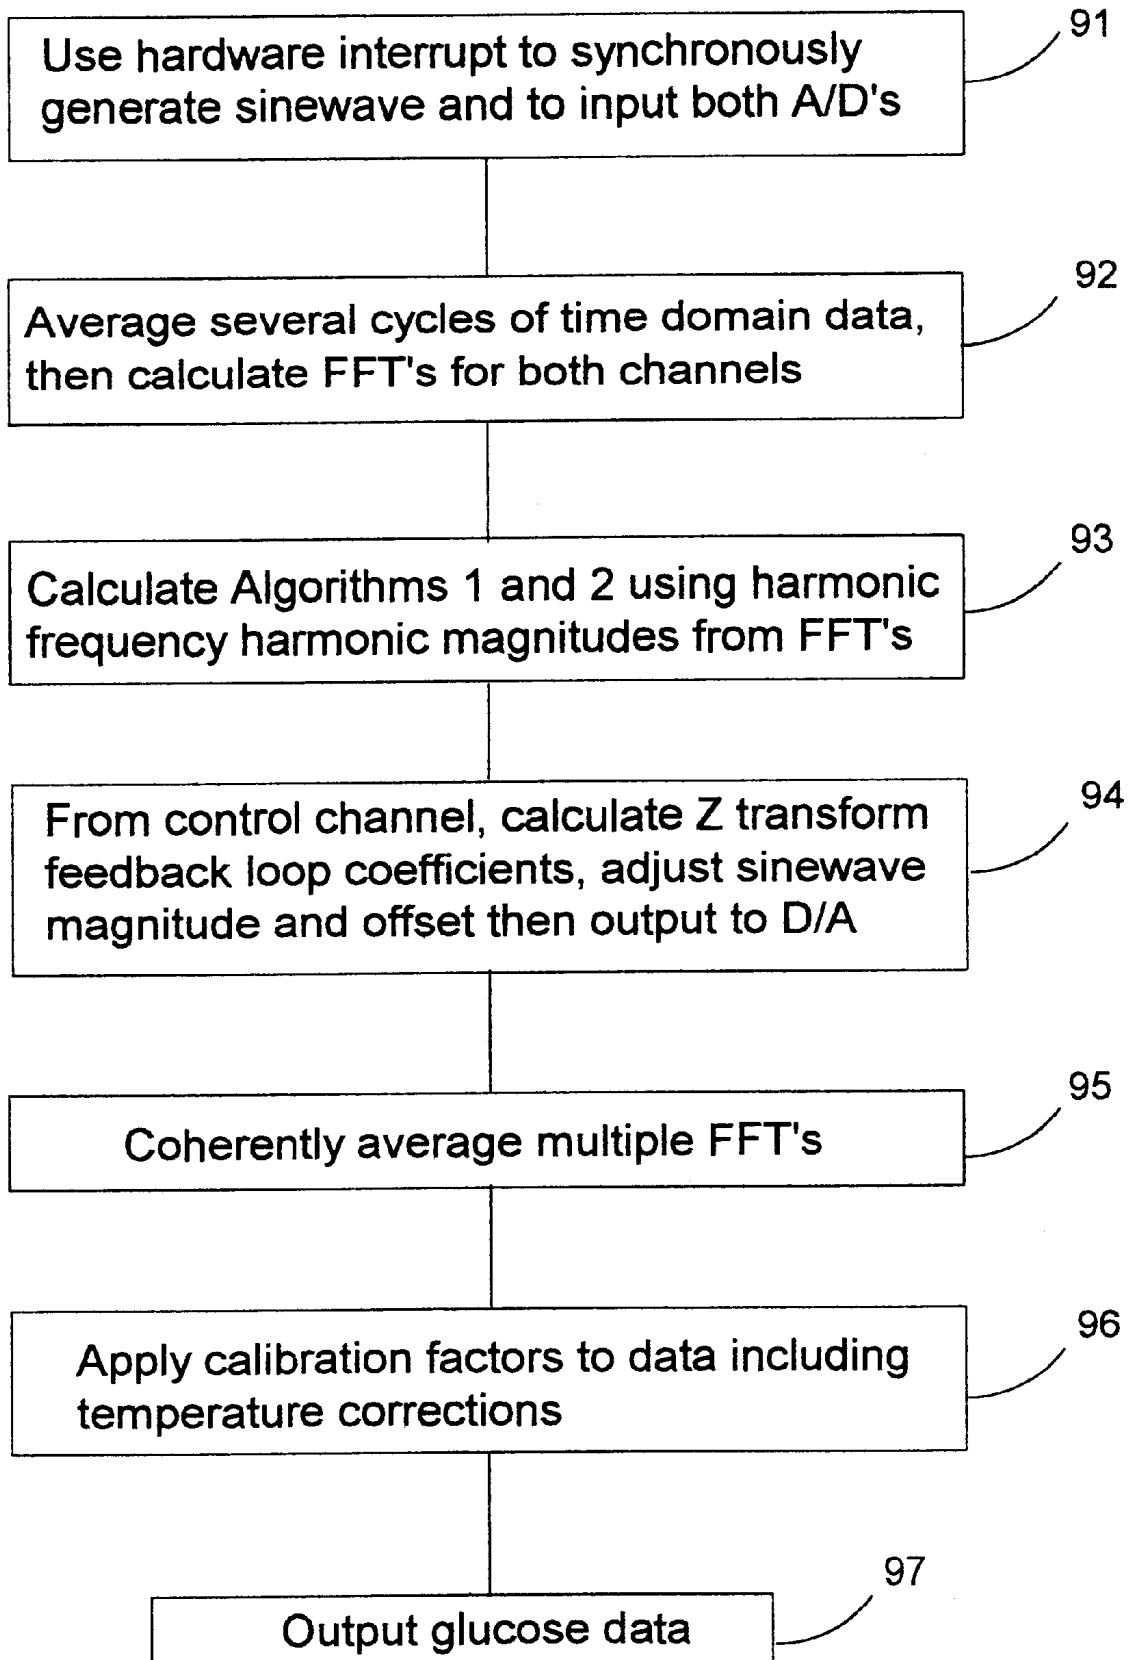 91
Use hardware interrupt to synchronously
generate sinewave and to input both A/D's
92
Average several cycles of time domain data,
then calculate FFT's for both channels
93
Calculate Algorithms 1 and 2 using harmonic
frequency harmonic magnitudes from FFT's
94
From control channel, calculate Z transform
feedback loop coefficients, adjust sinewave
magnitude and offset then output to D/A
95
Coherently average multiple FFT's
96
Apply calibration factors to data including
temperature corrections
97
Output glucose data